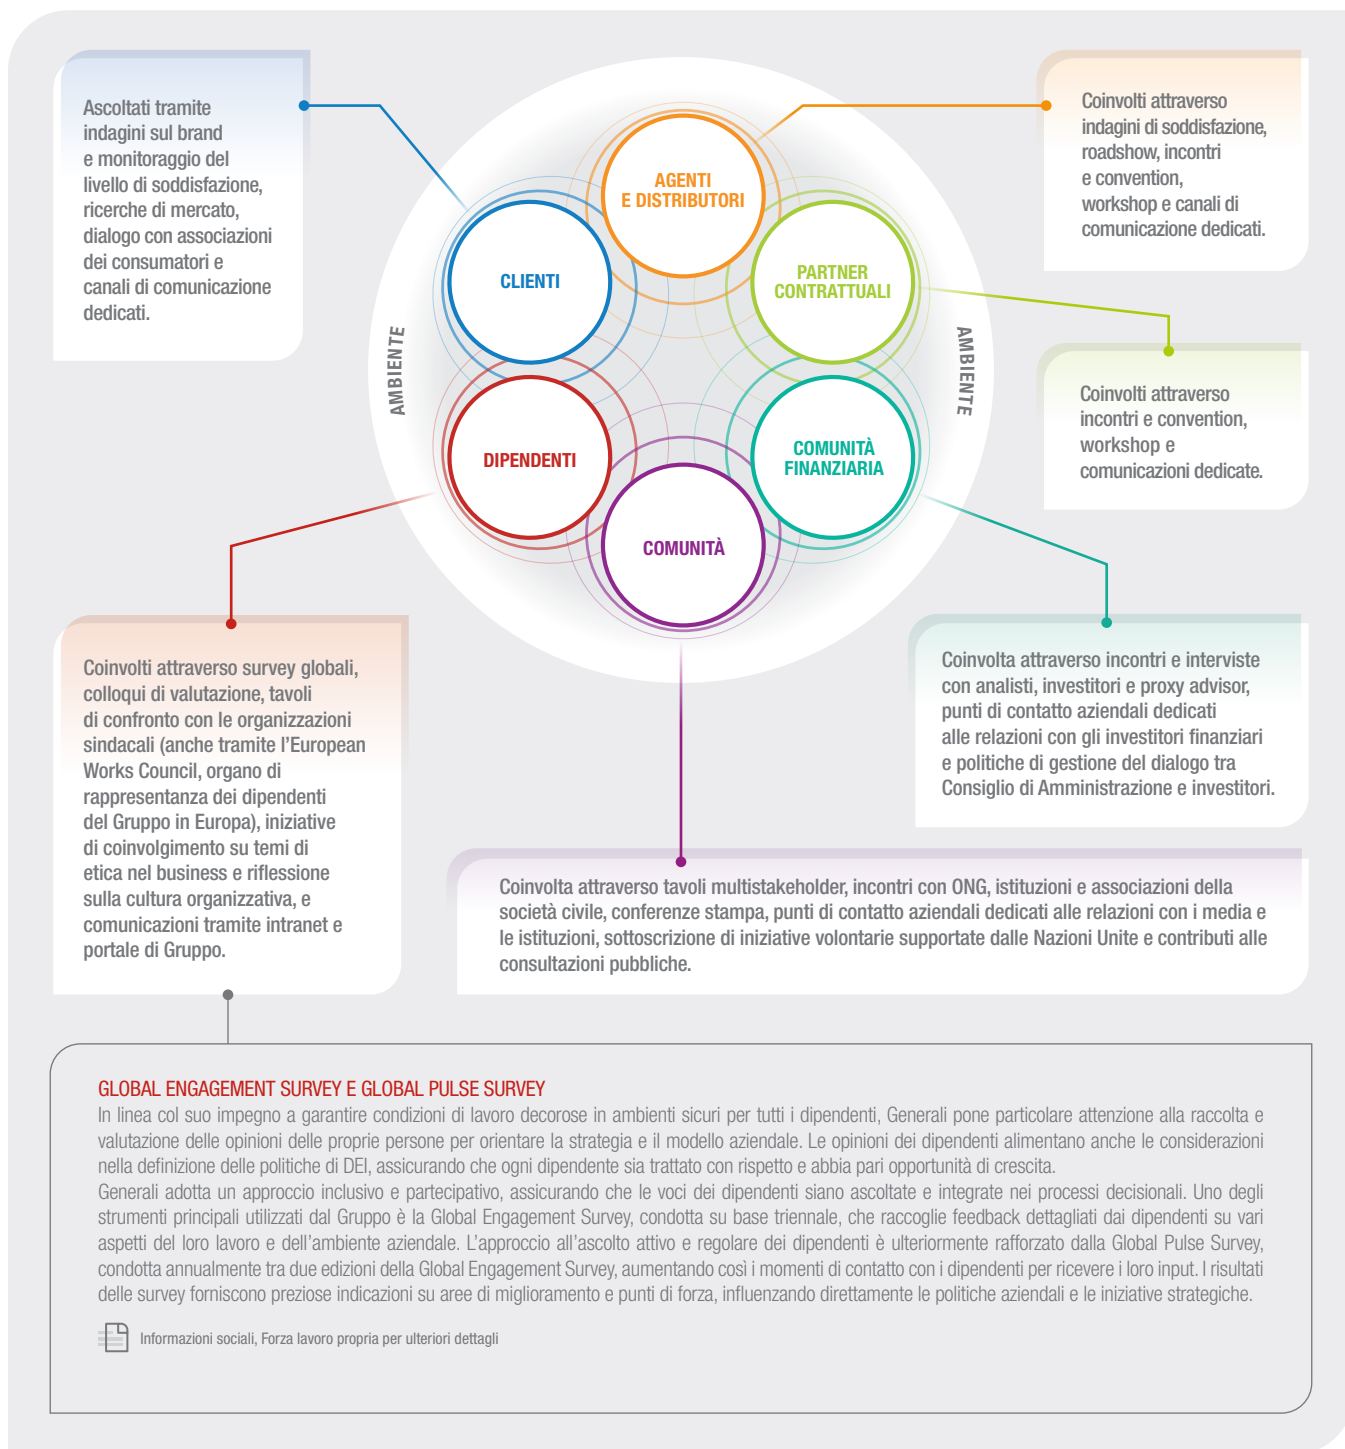 Ascoltati tramite
indagini sul brand
e monitoraggio del
livello di soddisfazione,
ricerche di mercato,
dialogo con associazioni
dei consumatori e
canali di comunicazione
dedicati.
AGENTI
E DISTRIBUTORI
Coinvolti attraverso
indagini di soddisfazione,
roadshow, incontri
e convention,
workshop e canali di
comunicazione dedicati.
CLIENTI
PARTNER
CONTRATTUALI
AMBIENTE
AMBIENTE
Coinvolti attraverso
incontri e convention,
workshop e
comunicazioni dedicate.
DIPENDENTI
COMUNITÀ
FINANZIARIA
COMUNITÀ
Coinvolti attraverso survey globali,
colloqui di valutazione, tavoli
di confronto con le organizzazioni
sindacali (anche tramite l'European
Works Council, organo di
rappresentanza dei dipendenti
del Gruppo in Europa), iniziative
di coinvolgimento su temi di
etica nel business e riflessione
sulla cultura organizzativa, e
comunicazioni tramite intranet e
portale di Gruppo.
Coinvolta attraverso incontri e interviste
con analisti, investitori e proxy advisor,
punti di contatto aziendali dedicati
alle relazioni con gli investitori finanziari
e politiche di gestione del dialogo tra
Consiglio di Amministrazione e investitori.
Coinvolta attraverso tavoli multistakeholder, incontri con ONG, istituzioni e associazioni della
società civile, conferenze stampa, punti di contatto aziendali dedicati alle relazioni con i media e
le istituzioni, sottoscrizione di iniziative volontarie supportate dalle Nazioni Unite e contributi alle
consultazioni pubbliche.
GLOBAL ENGAGEMENT SURVEY E GLOBAL PULSE SURVEY
In linea col suo impegno a garantire condizioni di lavoro decorose in ambienti sicuri per tutti i dipendenti, Generali pone particolare attenzione alla raccolta e
valutazione delle opinioni delle proprie persone per orientare la strategia e il modello aziendale. Le opinioni dei dipendenti alimentano anche le considerazioni
nella definizione delle politiche di DEI, assicurando che ogni dipendente sia trattato con rispetto e abbia pari opportunità di crescita.
Generali adotta un approccio inclusivo e partecipativo, assicurando che le voci dei dipendenti siano ascoltate e integrate nei processi decisionali. Uno degli
strumenti principali utilizzati dal Gruppo è la Global Engagement Survey, condotta su base triennale, che raccoglie feedback dettagliati dai dipendenti su vari
aspetti del loro lavoro e dell'ambiente aziendale. L'approccio all'ascolto attivo e regolare dei dipendenti è ulteriormente rafforzato dalla Global Pulse Survey,
condotta annualmente tra due edizioni della Global Engagement Survey, aumentando così i momenti di contatto con i dipendenti per ricevere i loro input. I risultati
delle survey forniscono preziose indicazioni su aree di miglioramento e punti di forza, influenzando direttamente le politiche aziendali e le iniziative strategiche.
Informazioni sociali, Forza lavoro propria per ulteriori dettagli